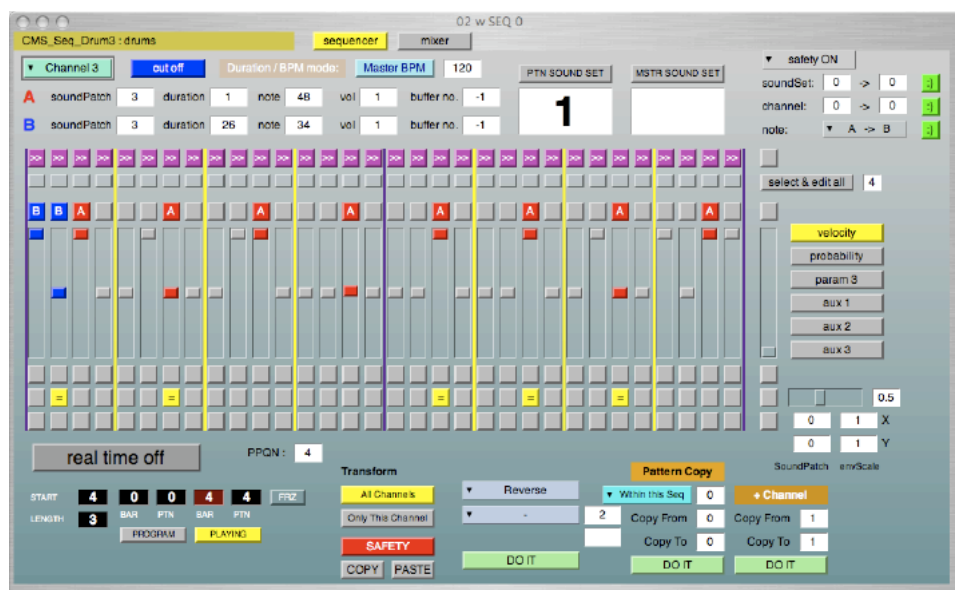 02 w SEQ 0
CMS_Seq_Drum3 : drums sequencer mixer
▼ Channel 3 cut off Duration / BPM mode: Master BPM 120 PTN SOUND SET MSTR SOUND SET ▼ safety ON
A soundPatch 3 duration 1 note 48 vol 1 buffer no. -1 1 soundSet: 0 -> 0 :)
channel: 0 -> 0 :)
B soundPatch 3 duration 26 note 34 vol 1 buffer no. -1 note: ▼ A -> B :)
>> >> >> >> >> >> >> >> >> >> >> >> >> >> >> >> >> >> >> >> >> >> >> >> >> >> >> >> >> >> >> >>
select & edit all 4
B B A A A A A A A A
velocity
probability
param 3
aux 1
aux 2
aux 3
= = = = =
0.5
0 1 X
0 1 Y
SoundPatch envScale
real time off PPQN : 4
Transform Pattern Copy
START 4 0 0 4 4 FRZ All Channels ▼ Reverse ▼ Within this Seq 0 + Channel
LENGTH 3 BAR PTN BAR PTN Only This Channel ▼ - 2 Copy From 0 Copy From 1
PROGRAM PLAYING SAFETY Copy To 0 Copy To 1
COPY PASTE DO IT DO IT DO IT